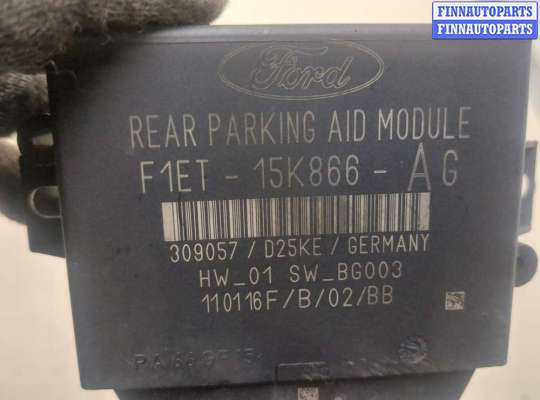 FINNAUTOPARTS
FINNAUTOPARTS
Ford
REAR PARKING AID MODULE
F1ET - 15K866 - AG
309057 / D25KE / GERMANY
HW_01 SW_BG003
110116F/B/02/BB